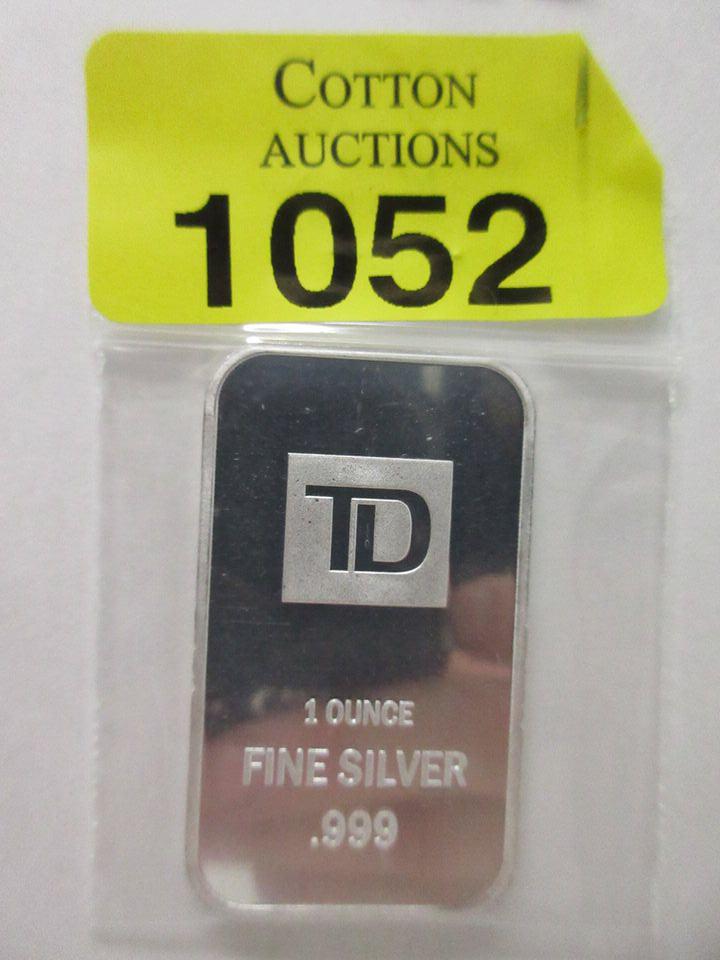 COTTON
AUCTIONS
1052
TD
1 OUNCE
FINE SILVER
.999